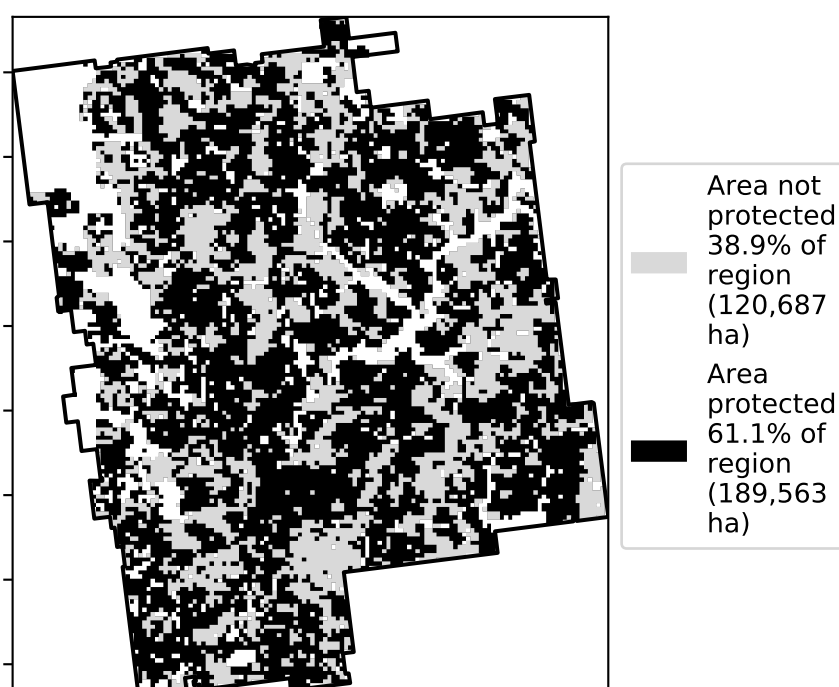 Area not
protected
38.9% of
region
(120,687
ha)
Area
protected
61.1% of
region
(189,563
ha)